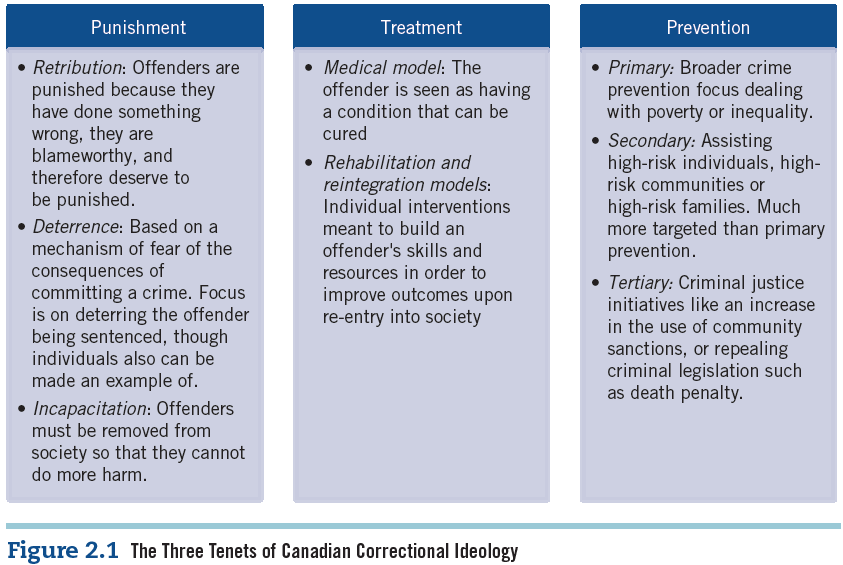 Punishment
• Retribution: Offenders are
punished because they
have done something
wrong, they are
blameworthy, and
therefore deserve to
be punished.
• Deterrence: Based on a
mechanism of fear of the
consequences of
committing a crime. Focus
is on deterring the offender
being sentenced, though
individuals also can be
made an example of.
• Incapacitation: Offenders
must be removed from
society so that they cannot
do more harm.
Treatment
• Medical model: The
offender is seen as having
a condition that can be
cured
• Rehabilitation and
reintegration models:
Individual interventions
meant to build an
offender's skills and
resources in order to
improve outcomes upon
re-entry into society
Prevention
• Primary: Broader crime
prevention focus dealing
with poverty or inequality.
• Secondary: Assisting
high-risk individuals, high-
risk communities or
high-risk families. Much
more targeted than primary
prevention.
• Tertiary: Criminal justice
initiatives like an increase
in the use of community
sanctions, or repealing
criminal legislation such
as death penalty.
Figure 2.1 The Three Tenets of Canadian Correctional Ideology